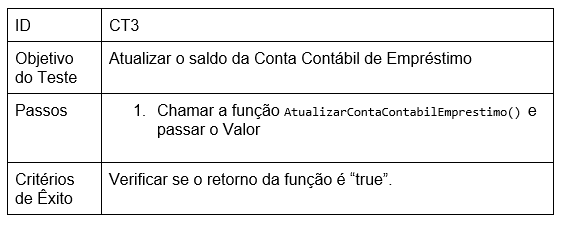 ID CT3
Objetivo do Teste Atualizar o saldo da Conta Contábil de Empréstimo
Passos 1. Chamar a função AtualizarContaContabilEmprestimo() e
passar o Valor
Critérios de Êxito Verificar se o retorno da função é “true”.